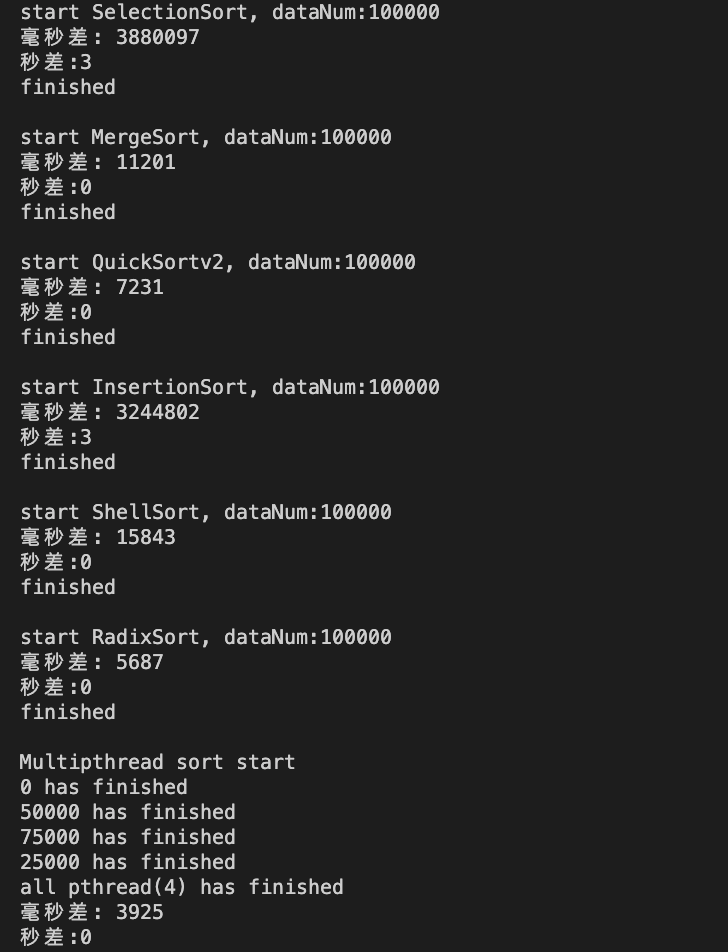 start SelectionSort, dataNum:100000
毫秒差: 3880097
秒差:3
finished
start MergeSort, dataNum:100000
毫秒差: 11201
秒差:0
finished
start QuickSortv2, dataNum:100000
毫秒差: 7231
秒差:0
finished
start InsertionSort, dataNum:100000
毫秒差: 3244802
秒差:3
finished
start ShellSort, dataNum:100000
毫秒差: 15843
秒差:0
finished
start RadixSort, dataNum:100000
毫秒差: 5687
秒差:0
finished
Multipthread sort start
0 has finished
50000 has finished
75000 has finished
25000 has finished
all pthread(4) has finished
毫秒差: 3925
秒差:0